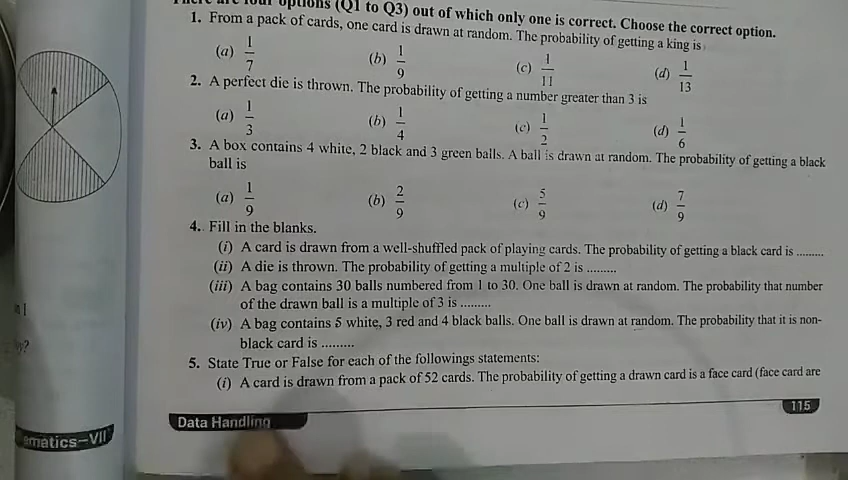 There are four options (Q1 to Q3) out of which only one is correct. Choose the correct option.
1. From a pack of cards, one card is drawn at random. The probability of getting a king is
(a) 1/7 (b) 1/9 (c) 1/11 (d) 1/13
2. A perfect die is thrown. The probability of getting a number greater than 3 is
(a) 1/3 (b) 1/4 (c) 1/2 (d) 1/6
3. A box contains 4 white, 2 black and 3 green balls. A ball is drawn at random. The probability of getting a black
ball is
(a) 1/9 (b) 2/9 (c) 5/9 (d) 7/9
4. Fill in the blanks.
(i) A card is drawn from a well-shuffled pack of playing cards. The probability of getting a black card is .........
(ii) A die is thrown. The probability of getting a multiple of 2 is .........
(iii) A bag contains 30 balls numbered from 1 to 30. One ball is drawn at random. The probability that number
of the drawn ball is a multiple of 3 is .........
(iv) A bag contains 5 white, 3 red and 4 black balls. One ball is drawn at random. The probability that it is non-
black card is .........
5. State True or False for each of the followings statements:
(i) A card is drawn from a pack of 52 cards. The probability of getting a drawn card is a face card (face card are
Data Handling
115
ematics–VII